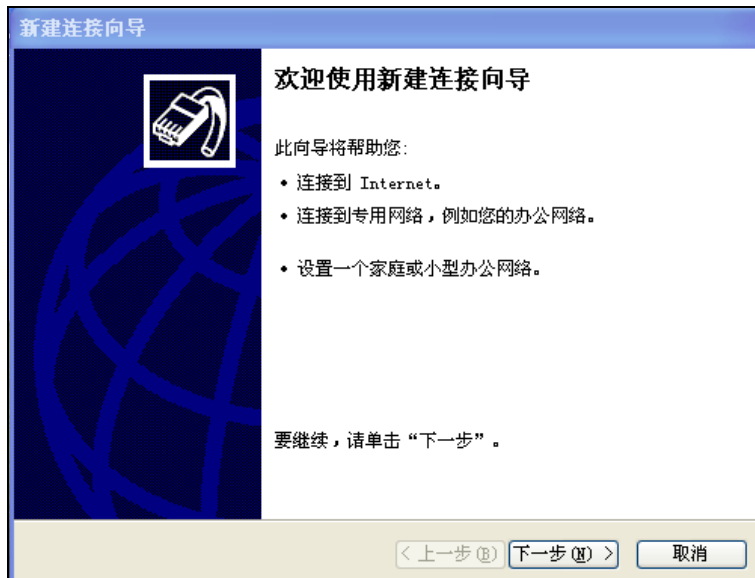 新建连接向导
欢迎使用新建连接向导
此向导将帮助您:
• 连接到 Internet。
• 连接到专用网络，例如您的办公网络。
• 设置一个家庭或小型办公网络。
要继续，请单击“下一步”。
< 上一步(B) 下一步(N) > 取消